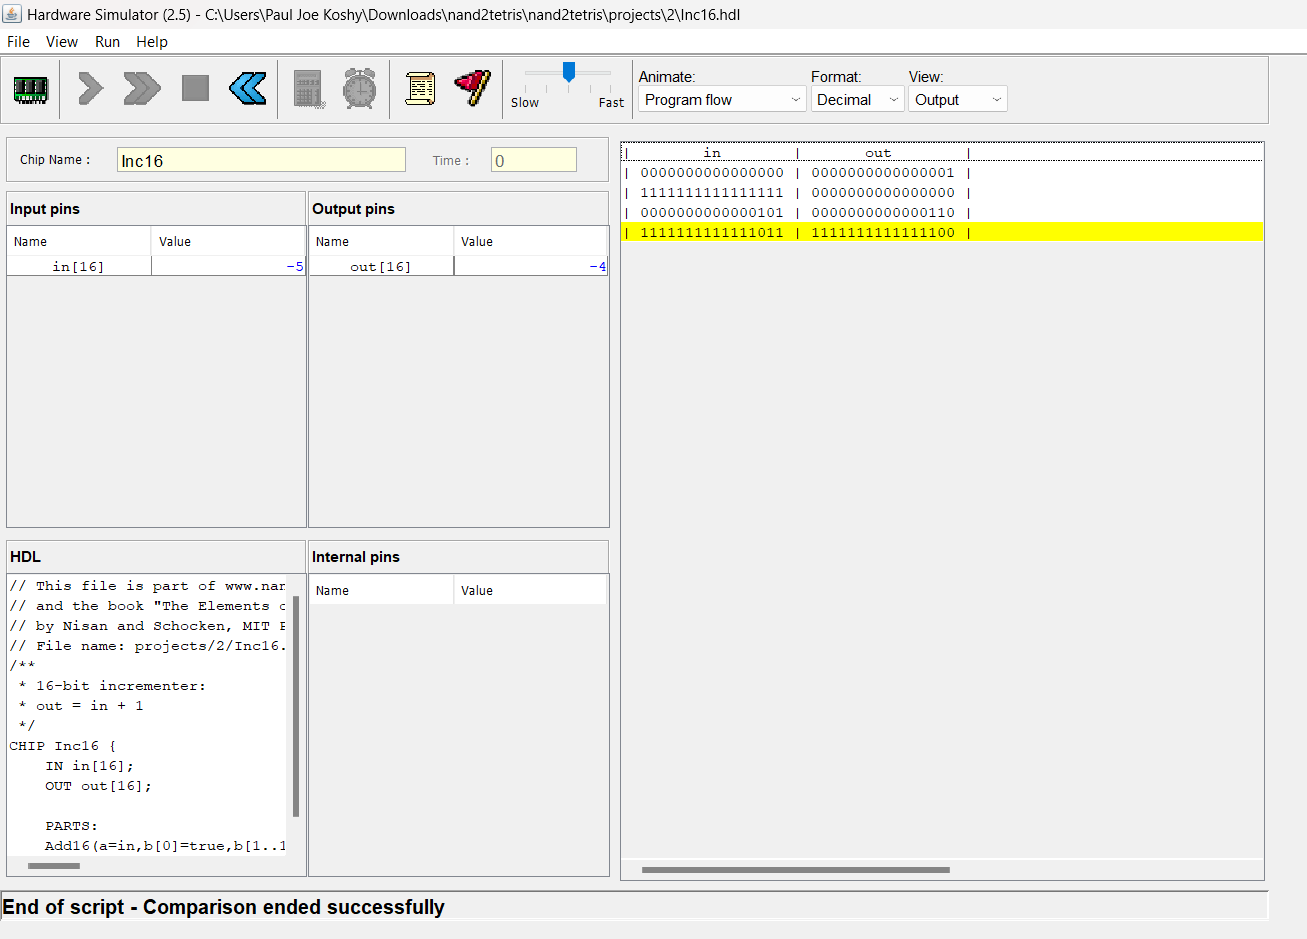 Hardware Simulator (2.5) - C:\Users\Paul Joe Koshy\Downloads\nand2tetris\nand2tetris\projects\2\Inc16.hdl
File View Run Help
Slow Fast
Animate: Format: View:
Program flow Decimal Output
Chip Name : Inc16 Time : 0
Input pins
Name Value
in[16] -5
Output pins
Name Value
out[16] -4
HDL
// This file is part of www.nan
// and the book "The Elements o
// by Nisan and Schocken, MIT P
// File name: projects/2/Inc16.
/**
* 16-bit incrementer:
* out = in + 1
*/
CHIP Inc16 {
IN in[16];
OUT out[16];
PARTS:
Add16(a=in,b[0]=true,b[1..1
Internal pins
Name Value
| in | out |
| 0000000000000000 | 0000000000000001 |
| 1111111111111111 | 0000000000000000 |
| 0000000000000101 | 0000000000000110 |
| 1111111111111011 | 1111111111111100 |
End of script - Comparison ended successfully